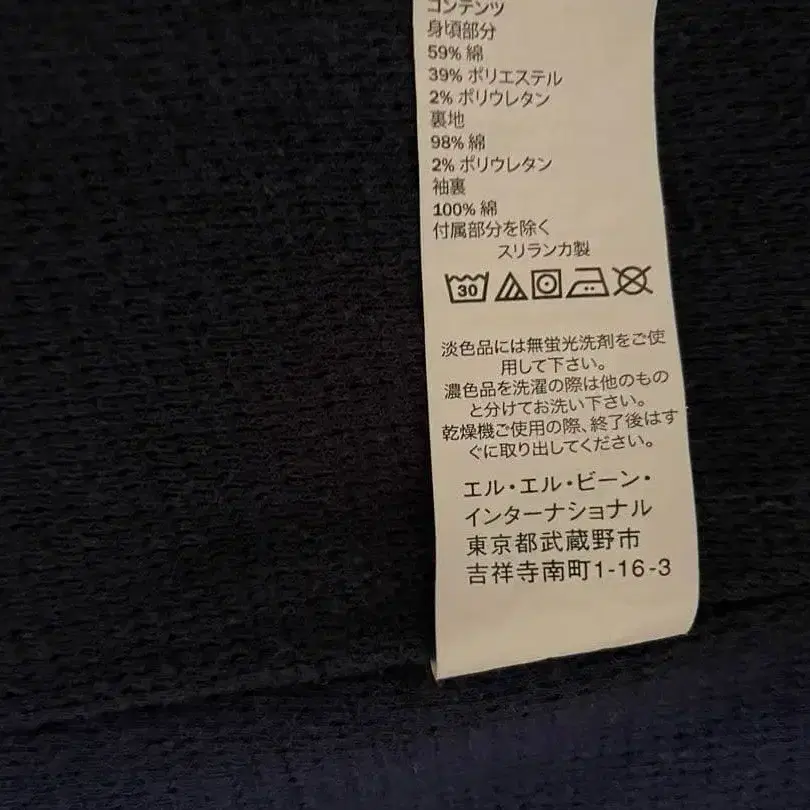 コンテンツ
身頃部分
59% 綿
39% ポリエステル
2% ポリウレタン
裏地
98% 綿
2% ポリウレタン
袖裏
100% 綿
付属部分を除く
スリランカ製
30
淡色品には無蛍光洗剤をご使
用して下さい。
濃色品を洗濯の際は他のもの
と分けてお洗い下さい。
乾燥機ご使用の際、終了後はす
ぐに取り出してください。
エル・エル・ビーン・
インターナショナル
東京都武蔵野市
吉祥寺南町1-16-3